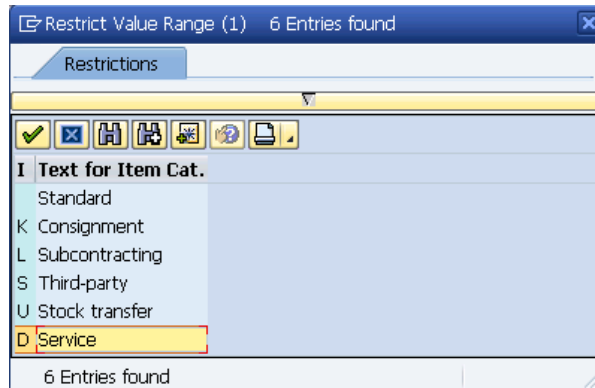 Restrict Value Range (1) 6 Entries found
Restrictions
I Text for Item Cat.
Standard
K Consignment
L Subcontracting
S Third-party
U Stock transfer
D Service
6 Entries found